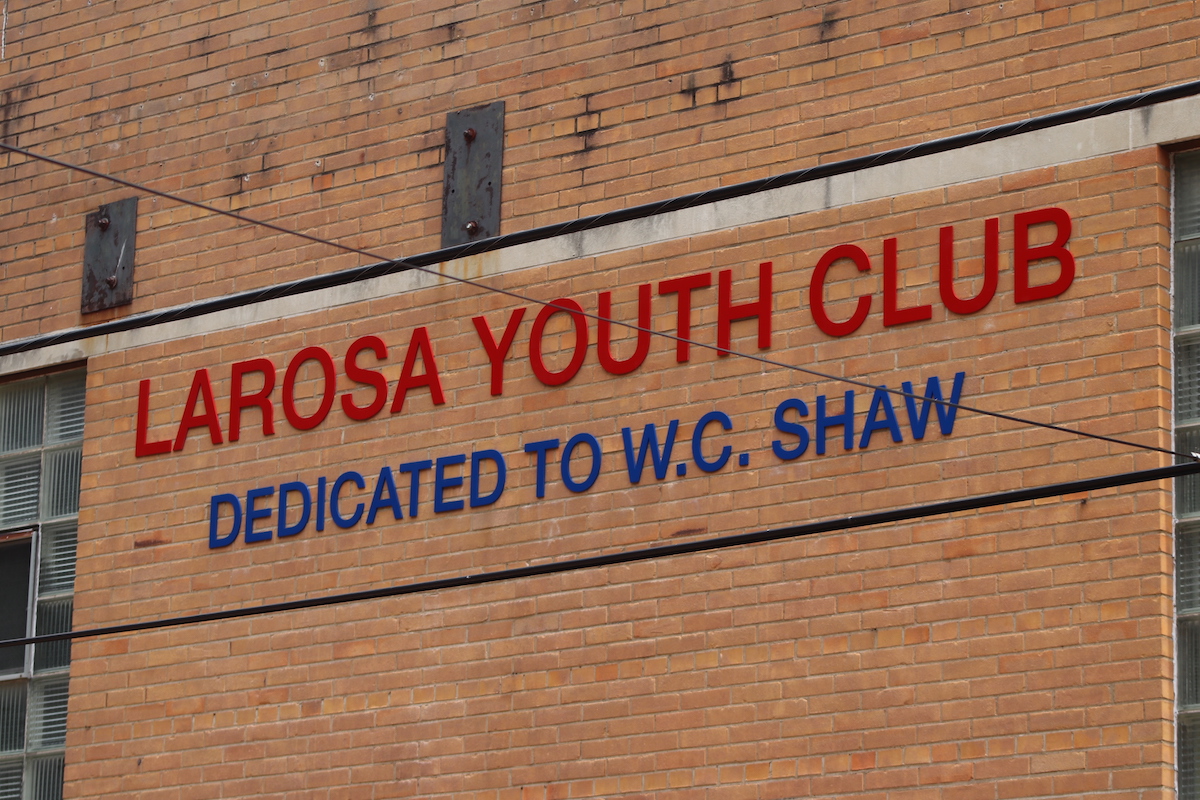 LAROSA YOUTH CLUB
DEDICATED TO W.C. SHAW